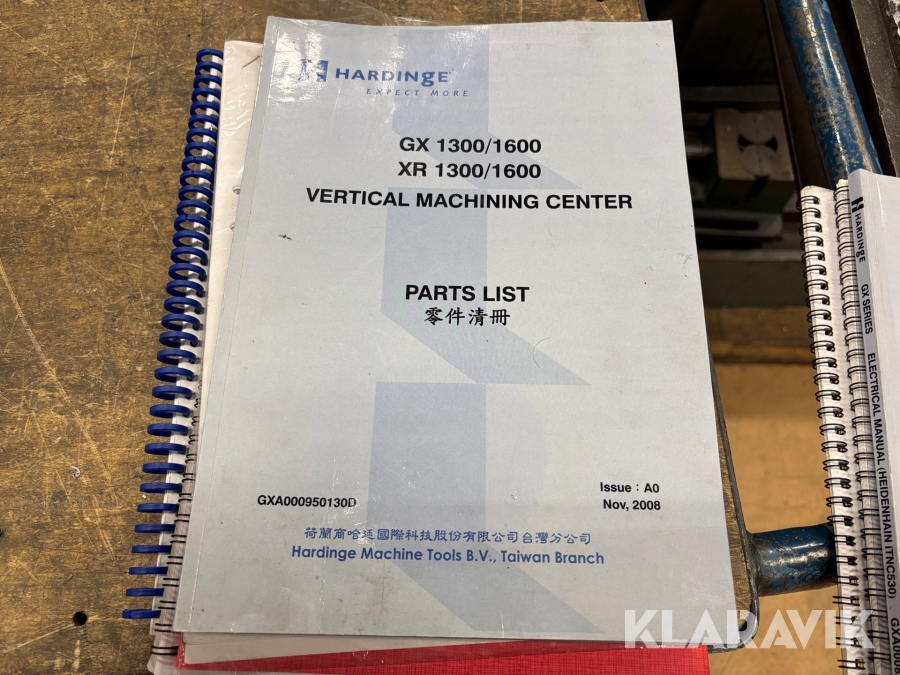 HARDINGE
EXPECT MORE
GX 1300/1600
XR 1300/1600
VERTICAL MACHINING CENTER
PARTS LIST
零件清冊
GXA000950130D
Issue : A0
Nov, 2008
荷蘭商哈廷國際科技股份有限公司台灣分公司
Hardinge Machine Tools B.V., Taiwan Branch
HARDINGE
GX SERIES
ELECTRICAL MANUAL (HEIDENHAIN iTNC530)
KLARAVIK